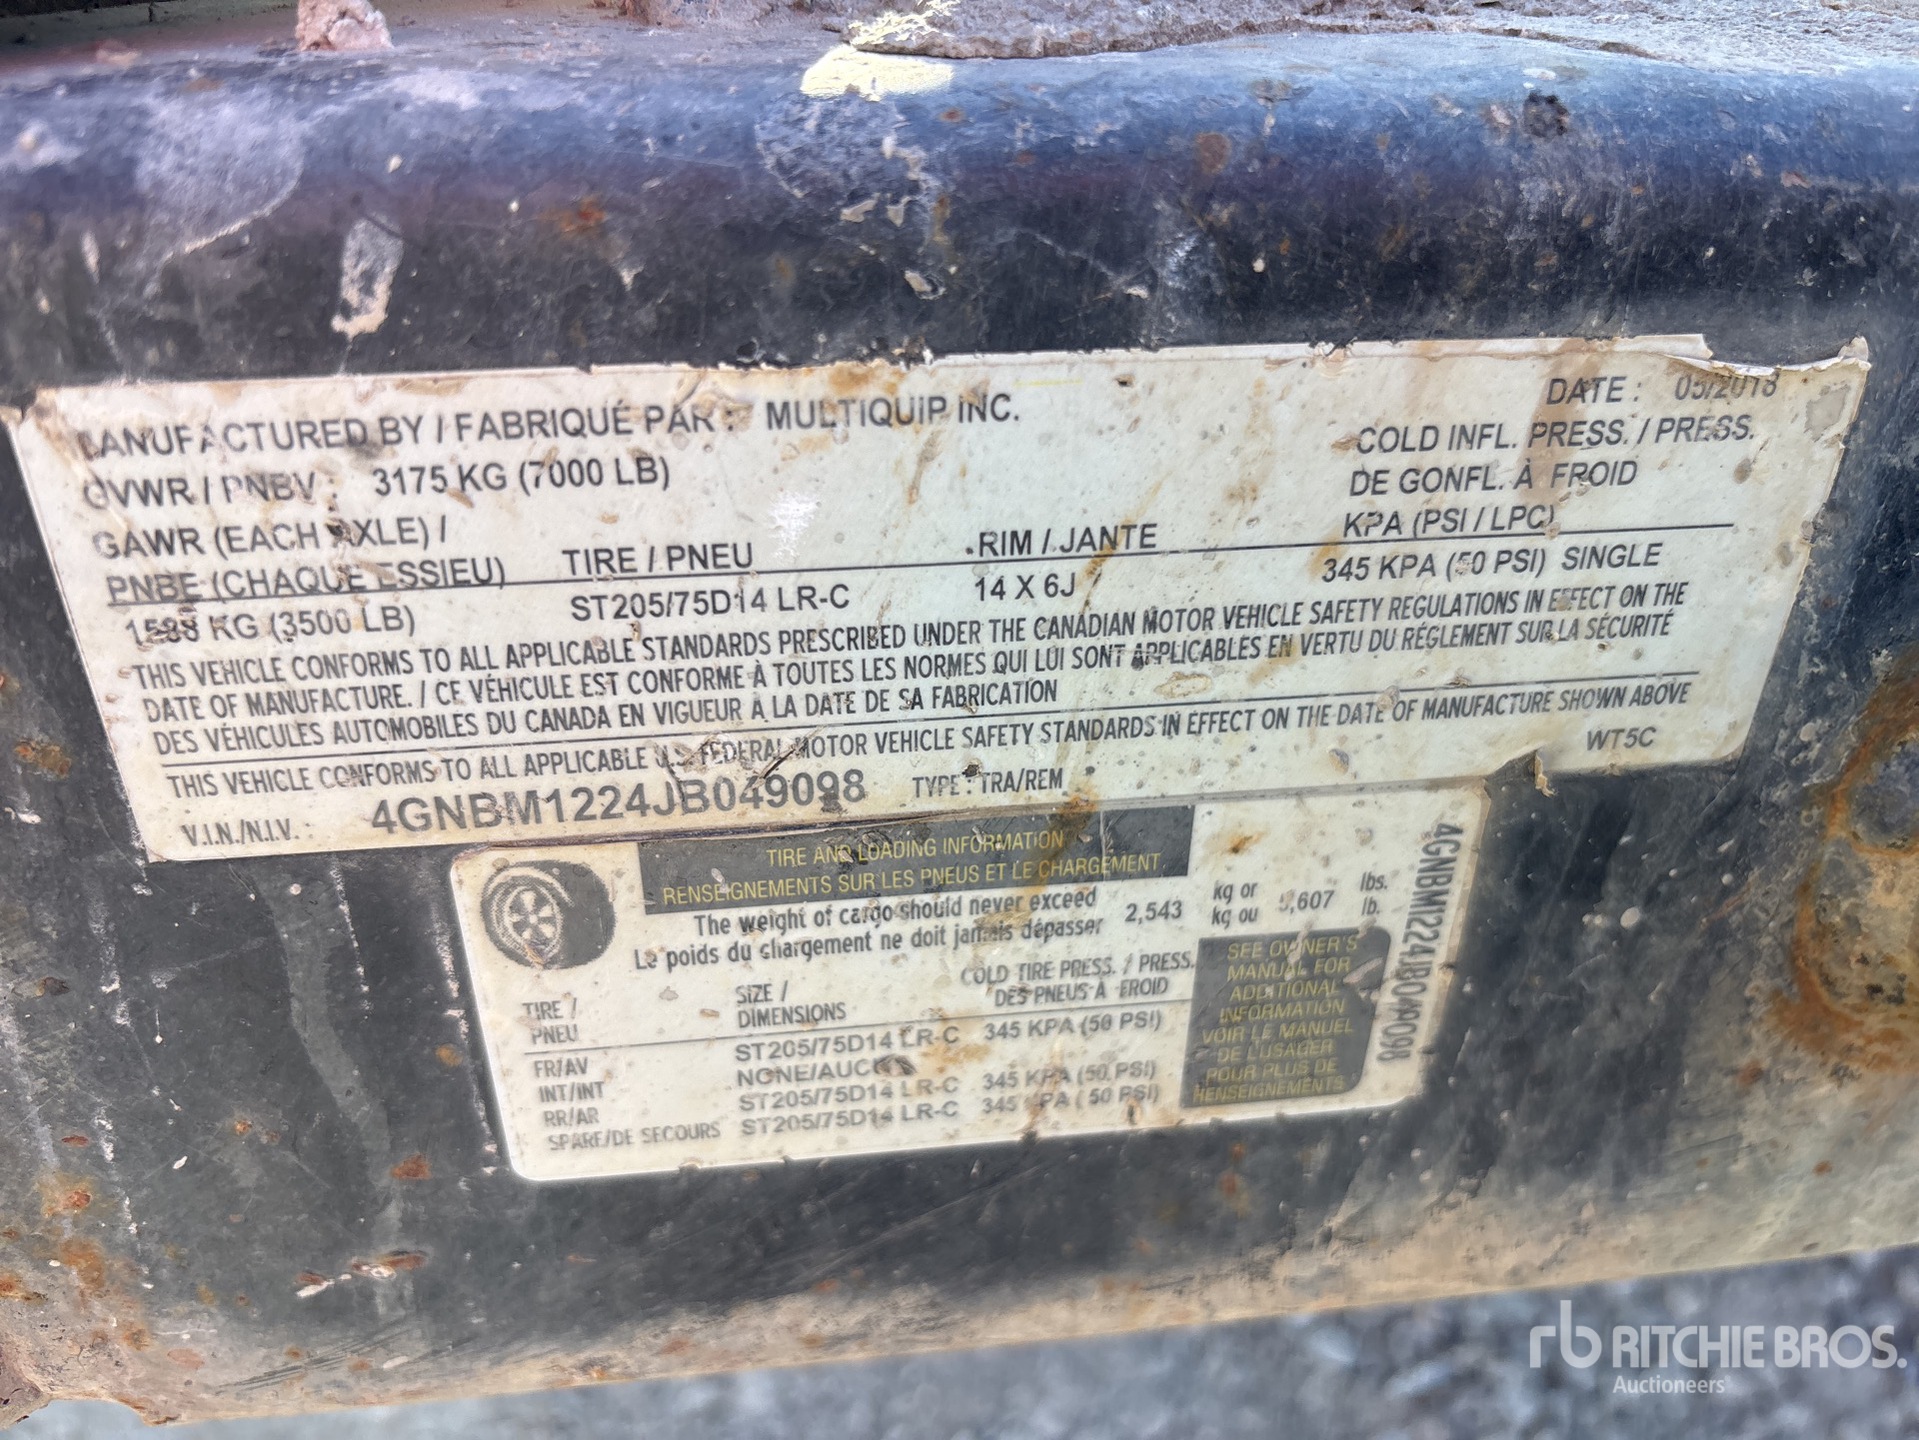 MANUFACTURED BY / FABRIQUÉ PAR : MULTIQUIP INC.
DATE : 05/2018
GVWR / PNBV : 3175 KG (7000 LB)
COLD INFL. PRESS. / PRESS.
DE GONFL. À FROID
GAWR (EACH AXLE) /
PNBE (CHAQUE ESSIEU)
TIRE / PNEU
RIM / JANTE
KPA (PSI / LPC)
1588 KG (3500 LB)
ST205/75D14 LR-C
14 X 6J
345 KPA (50 PSI) SINGLE
THIS VEHICLE CONFORMS TO ALL APPLICABLE STANDARDS PRESCRIBED UNDER THE CANADIAN MOTOR VEHICLE SAFETY REGULATIONS IN EFFECT ON THE
DATE OF MANUFACTURE. / CE VÉHICULE EST CONFORME À TOUTES LES NORMES QUI LUI SONT APPLICABLES EN VERTU DU RÉGLEMENT SUR LA SÉCURITÉ
DES VÉHICULES AUTOMOBILES DU CANADA EN VIGUEUR À LA DATE DE SA FABRICATION
THIS VEHICLE CONFORMS TO ALL APPLICABLE U.S. FEDERAL MOTOR VEHICLE SAFETY STANDARDS IN EFFECT ON THE DATE OF MANUFACTURE SHOWN ABOVE
V.I.N./N.I.V. : 4GNBM1224JB049098 TYPE : TRA/REM
WT5C
TIRE AND LOADING INFORMATION
RENSEIGNEMENTS SUR LES PNEUS ET LE CHARGEMENT
The weight of cargo should never exceed
Le poids du chargement ne doit jamais dépasser
2,543
kg or
kg ou
5,607
lbs.
lb.
TIRE /
PNEU
SIZE /
DIMENSIONS
COLD TIRE PRESS. / PRESS.
DES PNEUS À FROID
FR/AV ST205/75D14 LR-C 345 KPA (50 PSI)
INT/INT NONE/AUCUN
RR/AR ST205/75D14 LR-C 345 KPA (50 PSI)
SPARE/DE SECOURS ST205/75D14 LR-C 345 KPA (50 PSI)
SEE OWNER'S
MANUAL FOR
ADDITIONAL
INFORMATION
VOIR LE MANUEL
DE L'USAGER
POUR PLUS DE
RENSEIGNEMENTS
4GNBM1224JB049098
rb RITCHIE BROS.
Auctioneers